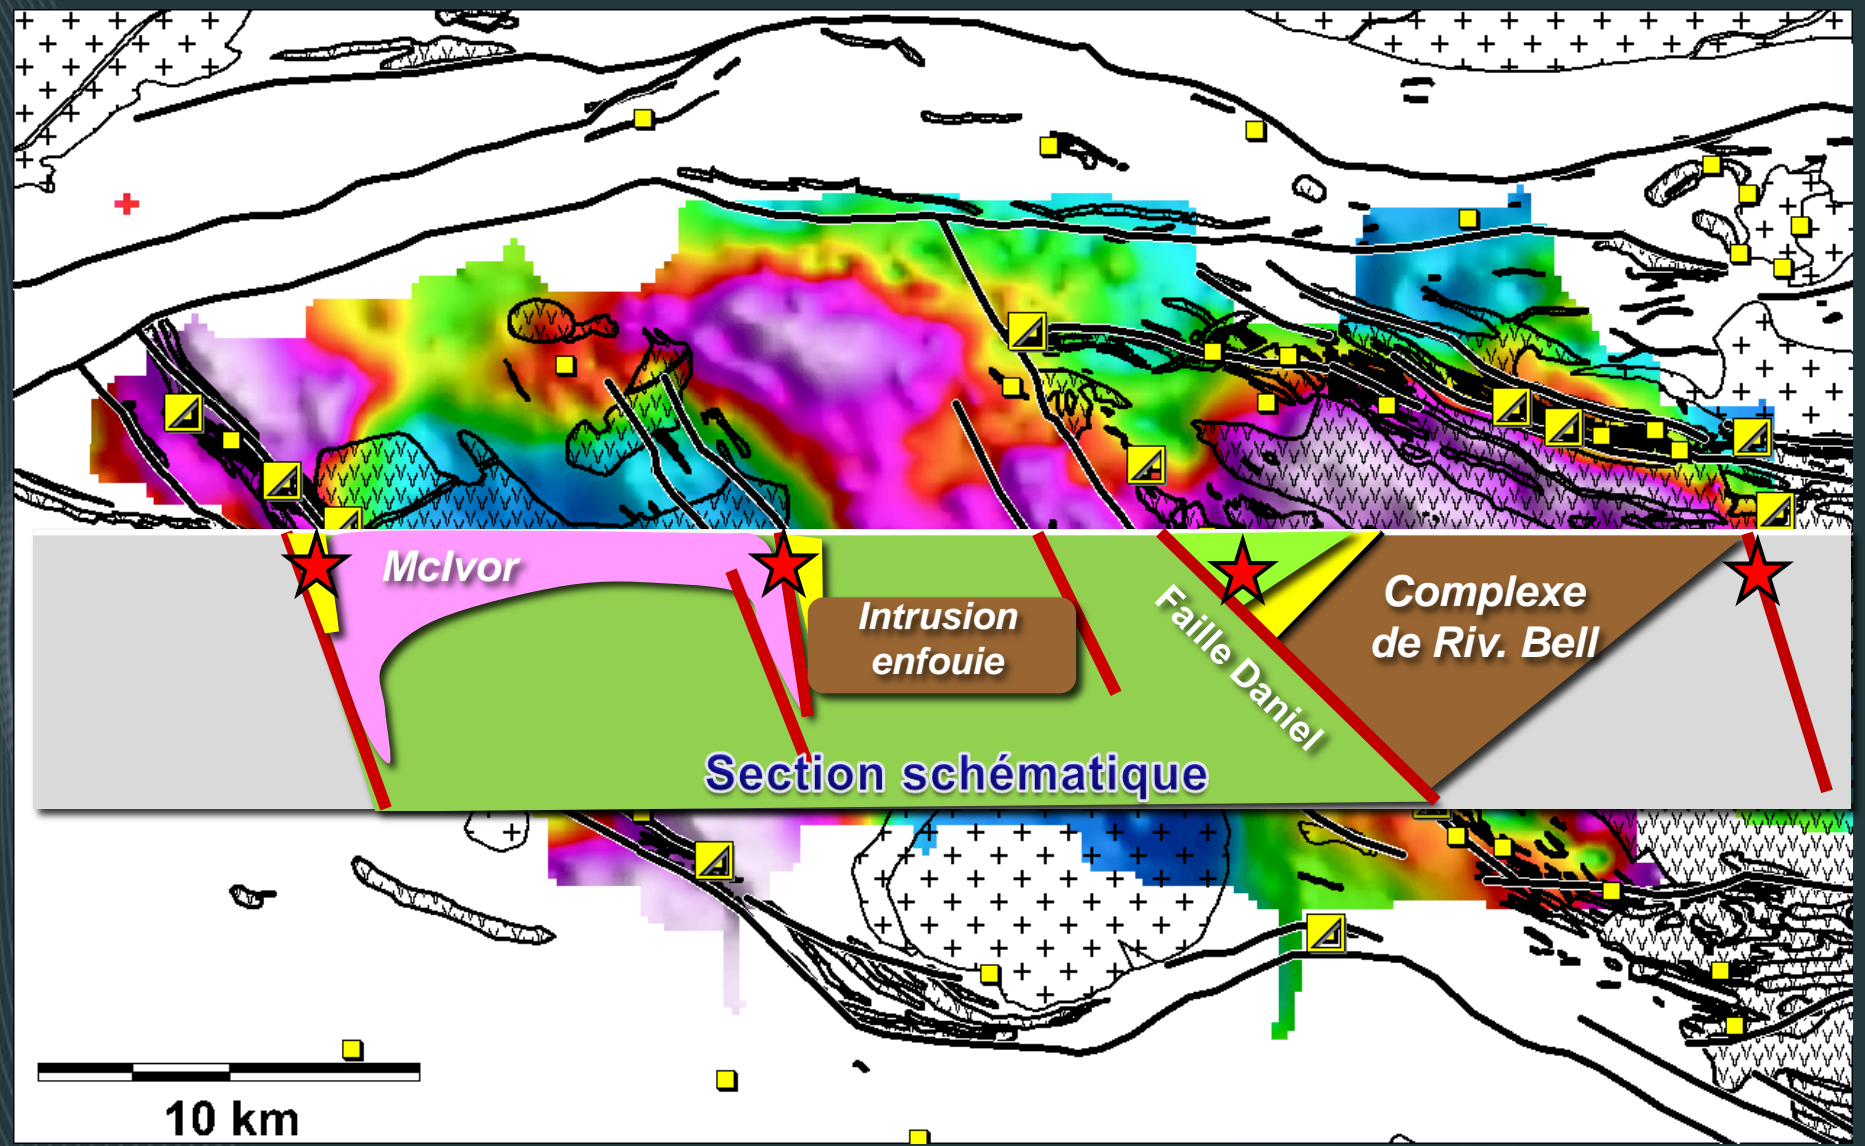 McIvor
Intrusion
enfouie
Faille Daniel
Complexe
de Riv. Bell
Section schématique
10 km